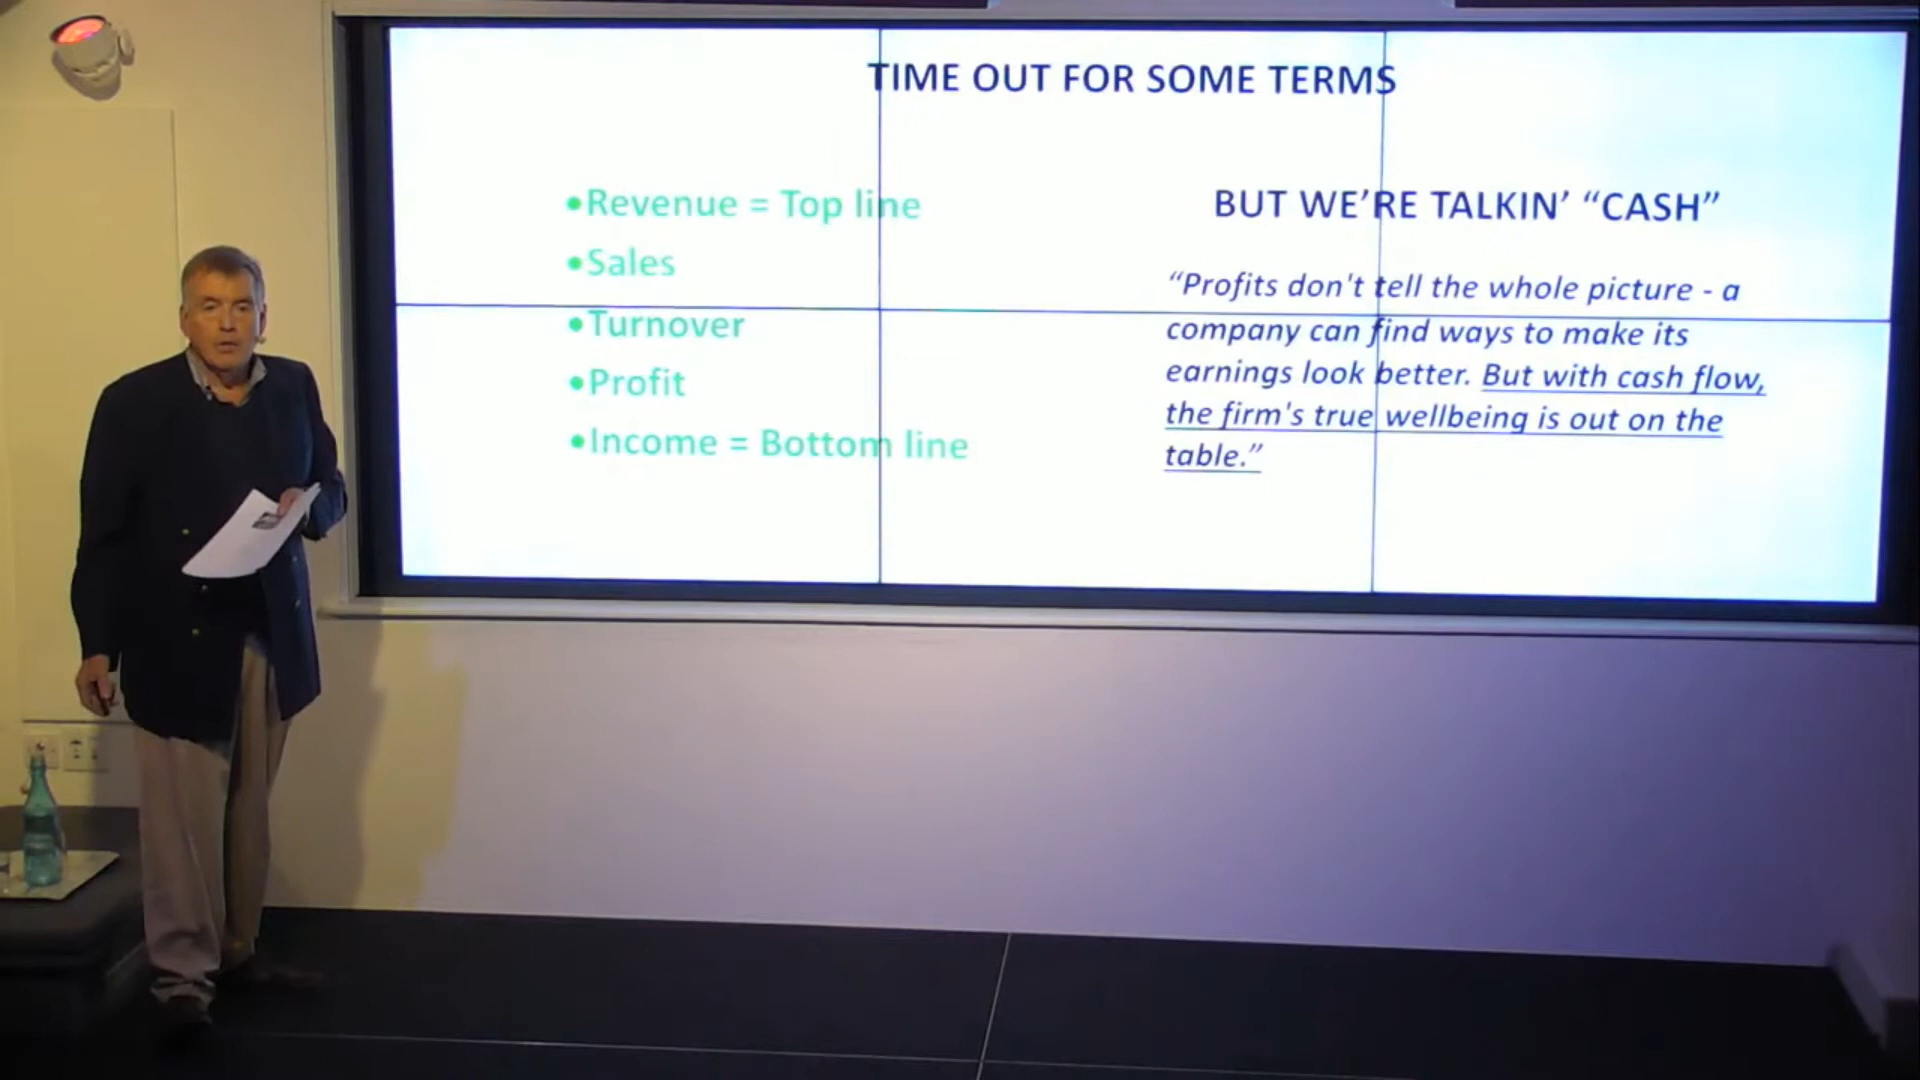 TIME OUT FOR SOME TERMS
•Revenue = Top line
•Sales
•Turnover
•Profit
•Income = Bottom line
BUT WE’RE TALKIN’ “CASH”
“Profits don't tell the whole picture - a
company can find ways to make its
earnings look better. But with cash flow,
the firm's true wellbeing is out on the
table.”